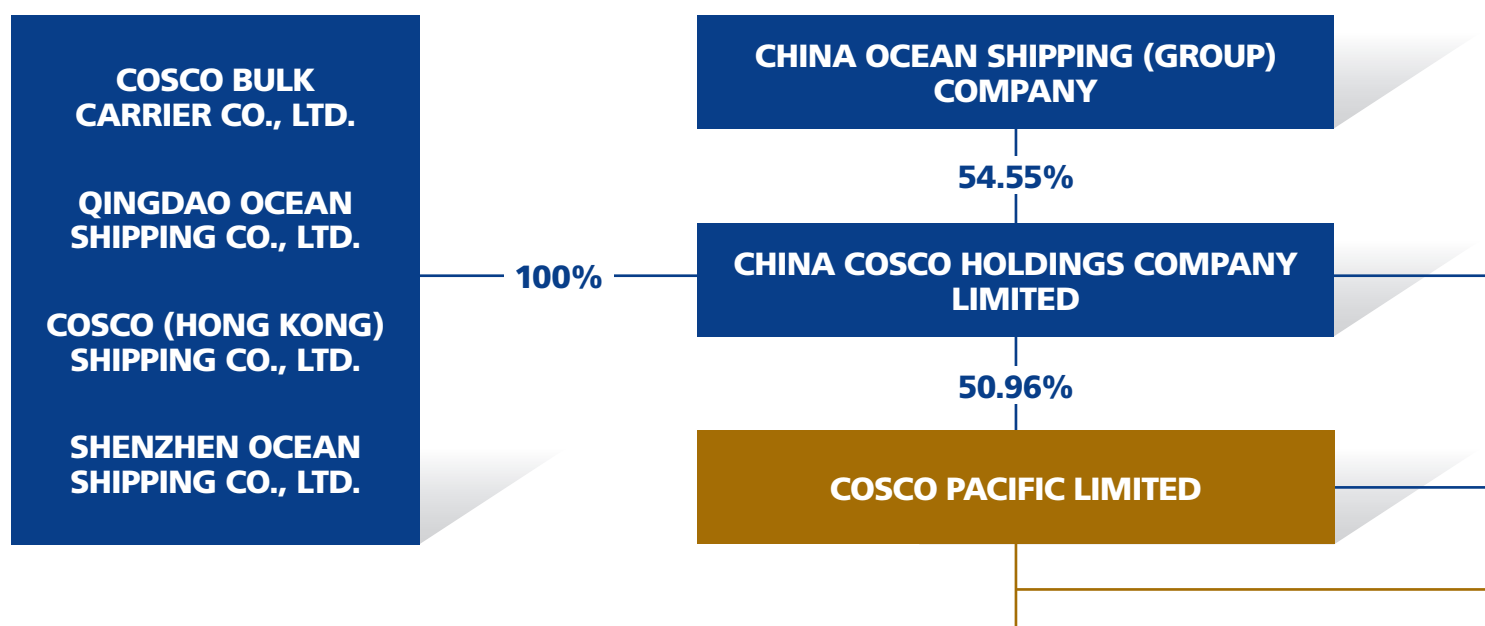 COSCO BULK
CARRIER CO., LTD.
QINGDAO OCEAN
SHIPPING CO., LTD.
COSCO (HONG KONG)
SHIPPING CO., LTD.
SHENZHEN OCEAN
SHIPPING CO., LTD.
100%
CHINA OCEAN SHIPPING (GROUP)
COMPANY
54.55%
CHINA COSCO HOLDINGS COMPANY
LIMITED
50.96%
COSCO PACIFIC LIMITED